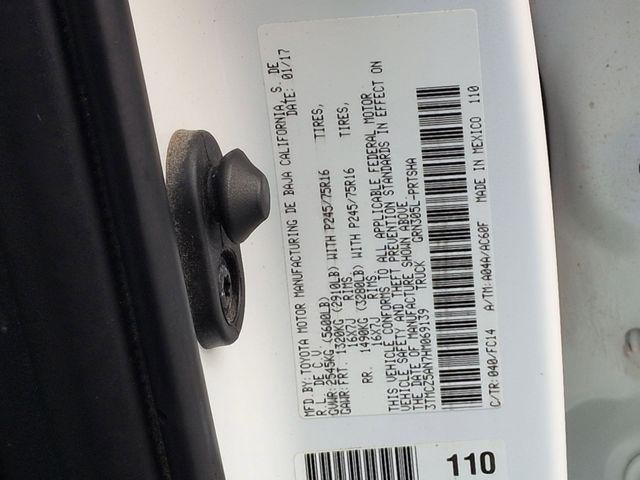 MFD. BY: TOYOTA MOTOR MANUFACTURING DE BAJA CALIFORNIA, S. DE
R. L. DE C. V. DATE: 01/17
GVWR: 2545KG (5600LB)
GAWR: FRT. 1320KG (2910LB) WITH P245/75R16 TIRES,
16X7J RIMS,
RR. 1490KG (3280LB) WITH P245/75R16 TIRES,
16X7J RIMS.
THIS VEHICLE CONFORMS TO ALL APPLICABLE FEDERAL MOTOR
VEHICLE SAFETY AND THEFT PREVENTION STANDARDS IN EFFECT ON
THE DATE OF MANUFACTURE SHOWN ABOVE.
3TMCZ5AN7HM069139 TRUCK GRN305L-PRTSHA
C/TR: 040/FC14 A/TM: A04A/AC60F MADE IN MEXICO 110
110